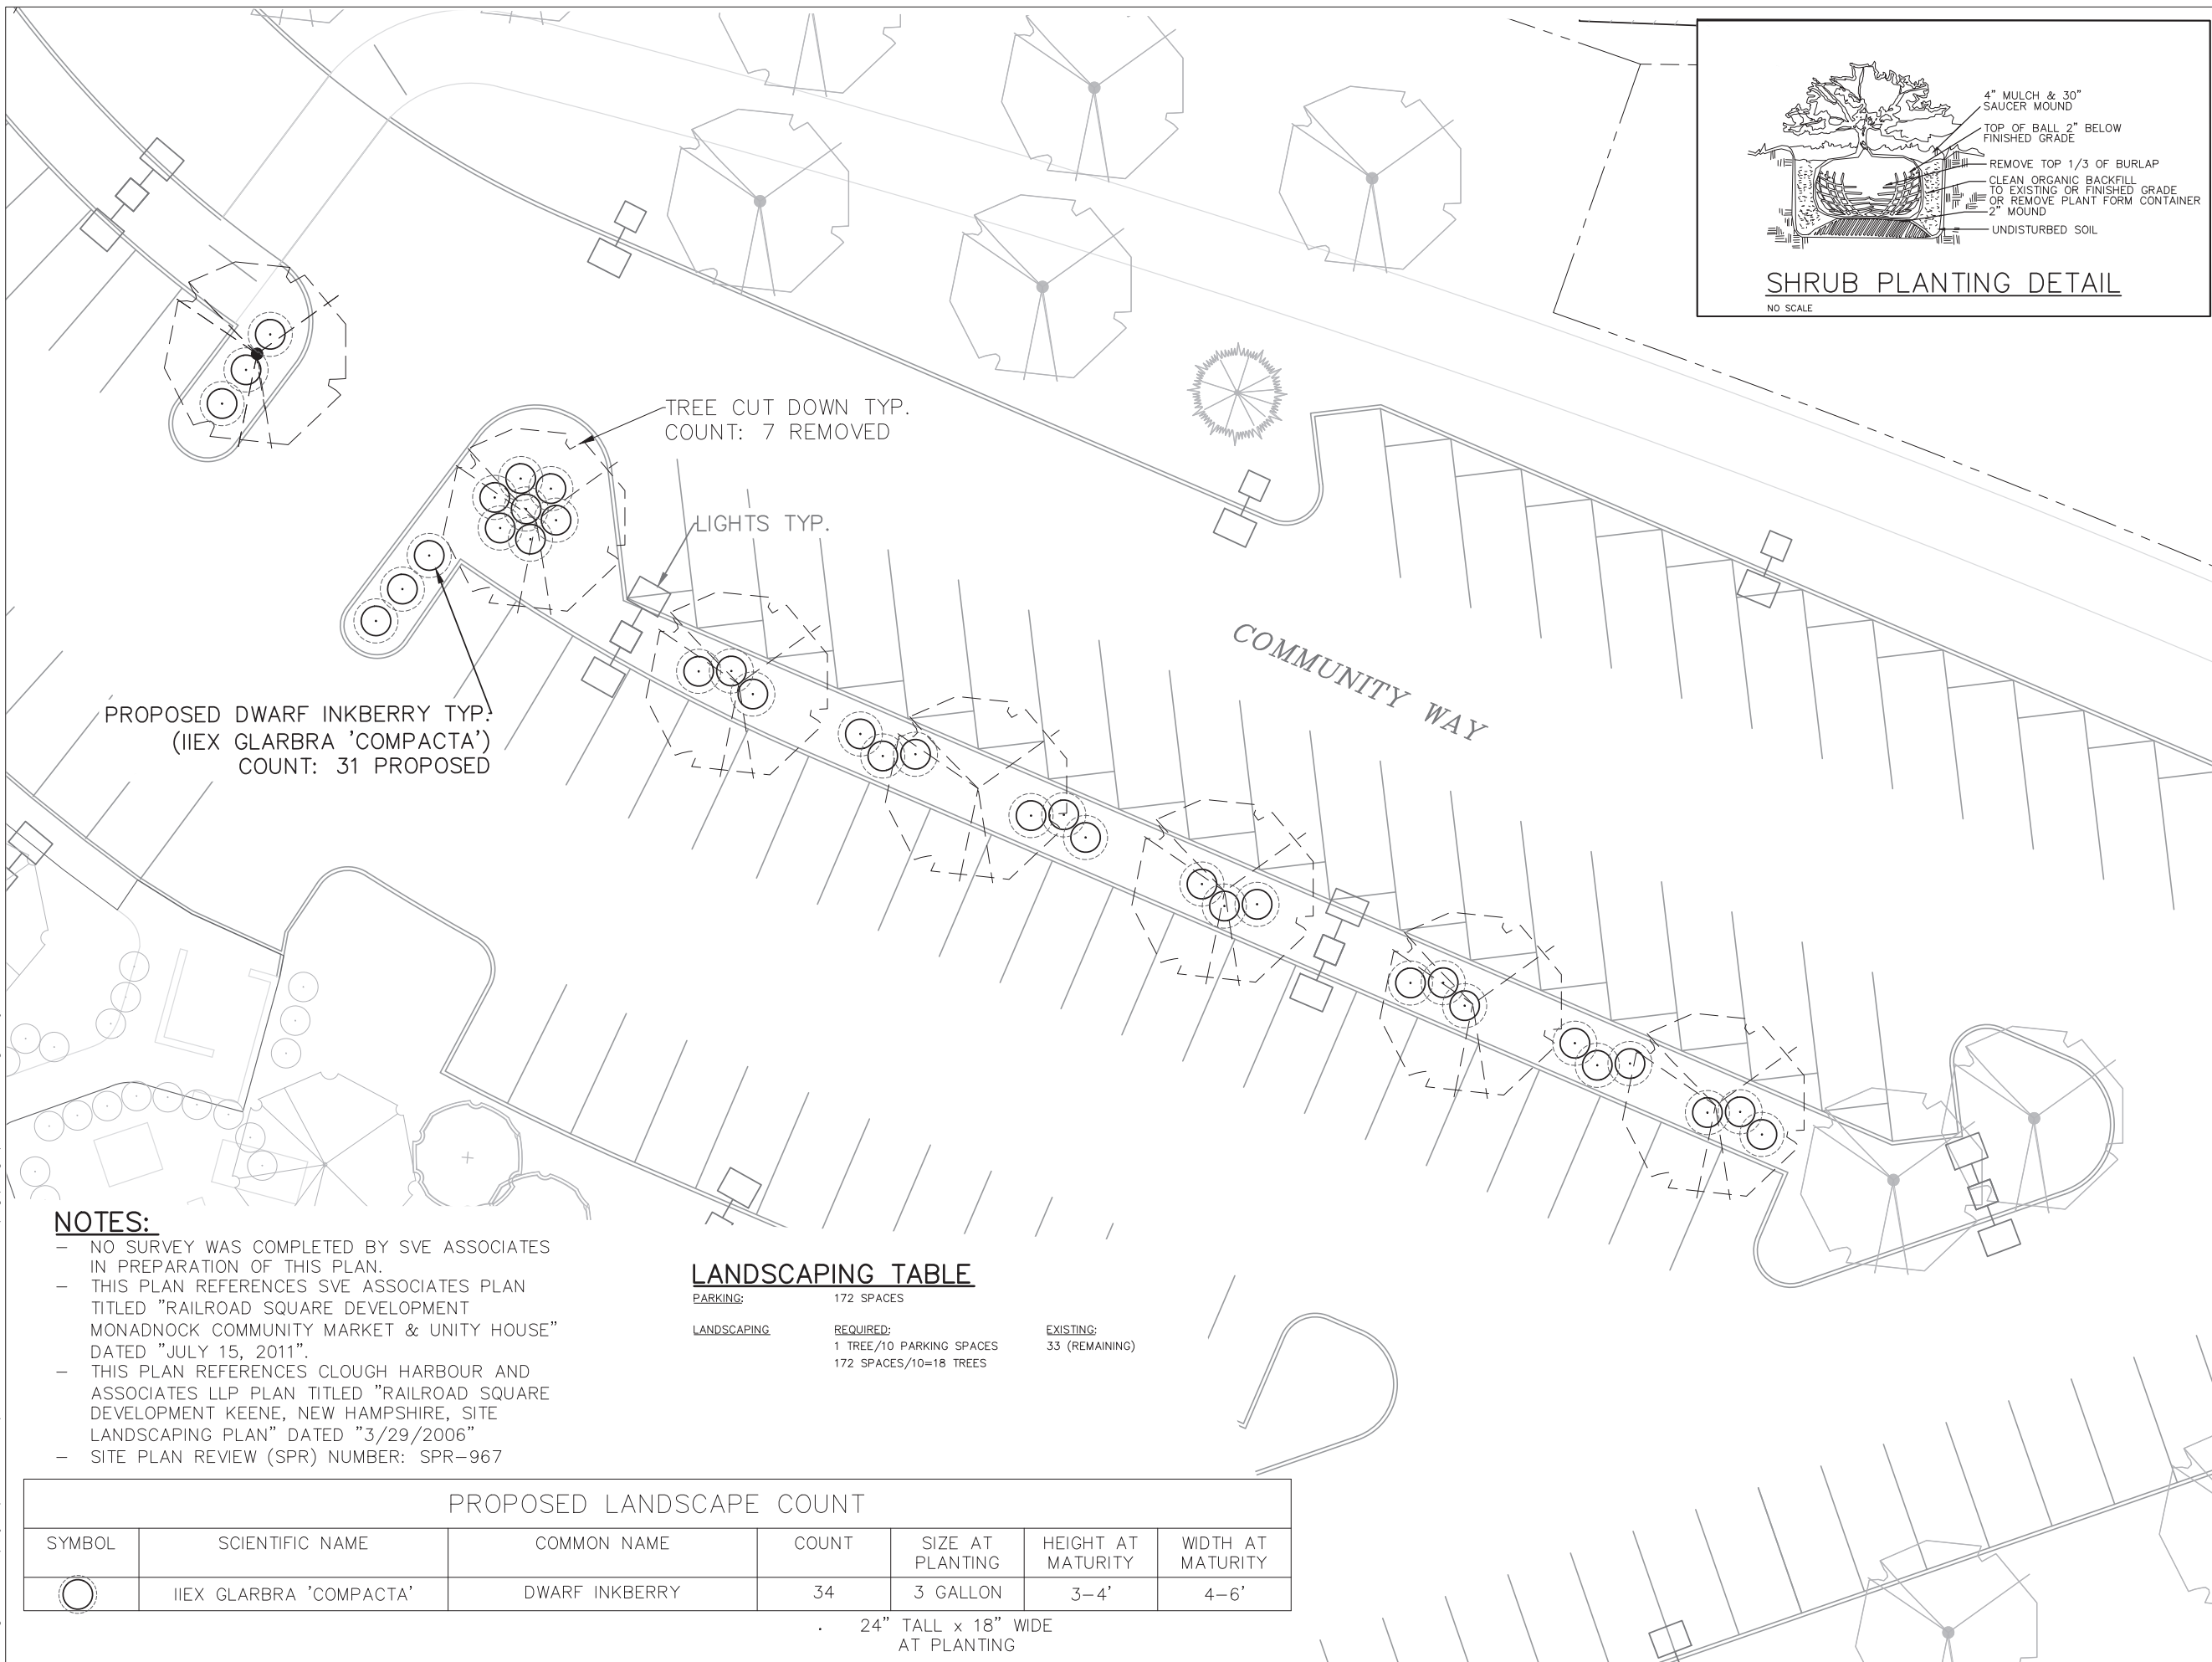 4" MULCH & 30"
SAUCER MOUND
TOP OF BALL 2" BELOW
FINISHED GRADE
REMOVE TOP 1/3 OF BURLAP
CLEAN ORGANIC BACKFILL
TO EXISTING OR FINISHED GRADE
OR REMOVE PLANT FORM CONTAINER
2" MOUND
UNDISTURBED SOIL
SHRUB PLANTING DETAIL
NO SCALE
TREE CUT DOWN TYP.
COUNT: 7 REMOVED
LIGHTS TYP.
COMMUNITY WAY
PROPOSED DWARF INKBERRY TYP.
(IIEX GLARBRA 'COMPACTA')
COUNT: 31 PROPOSED
NOTES:
– NO SURVEY WAS COMPLETED BY SVE ASSOCIATES
IN PREPARATION OF THIS PLAN.
– THIS PLAN REFERENCES SVE ASSOCIATES PLAN
TITLED "RAILROAD SQUARE DEVELOPMENT
MONADNOCK COMMUNITY MARKET & UNITY HOUSE"
DATED "JULY 15, 2011".
– THIS PLAN REFERENCES CLOUGH HARBOUR AND
ASSOCIATES LLP PLAN TITLED "RAILROAD SQUARE
DEVELOPMENT KEENE, NEW HAMPSHIRE, SITE
LANDSCAPING PLAN" DATED "3/29/2006"
– SITE PLAN REVIEW (SPR) NUMBER: SPR–967
LANDSCAPING TABLE
PARKING: 172 SPACES
LANDSCAPING REQUIRED: EXISTING:
1 TREE/10 PARKING SPACES 33 (REMAINING)
172 SPACES/10=18 TREES
PROPOSED LANDSCAPE COUNT
SYMBOL SCIENTIFIC NAME COMMON NAME COUNT SIZE AT PLANTING HEIGHT AT MATURITY WIDTH AT MATURITY
IIEX GLARBRA 'COMPACTA' DWARF INKBERRY 34 3 GALLON 3–4' 4–6'
24" TALL x 18" WIDE
AT PLANTING